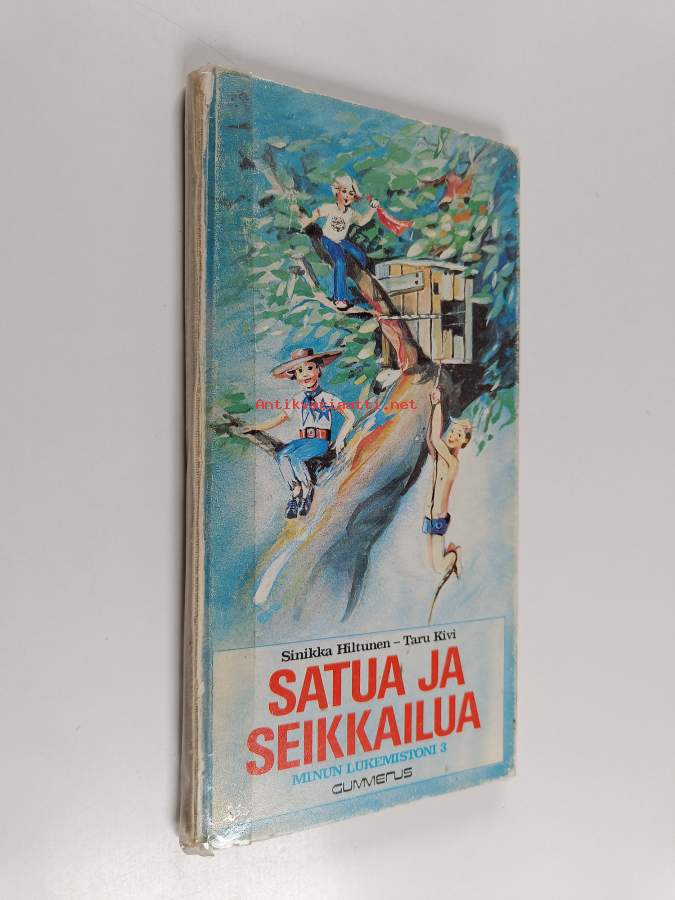 Antikvariaatti.net
Sinikka Hiltunen – Taru Kivi
SATUA JA
SEIKKAILUA
MINUN LUKEMISTONI 3
GUMMERUS